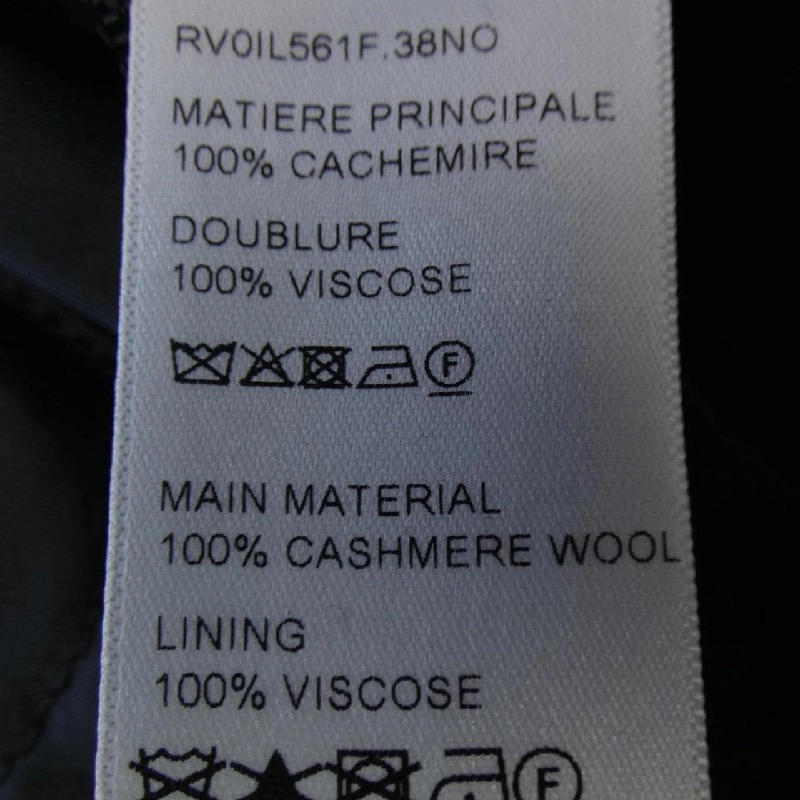 RV0IL561F.38NO
MATIERE PRINCIPALE
100% CACHEMIRE
DOUBLURE
100% VISCOSE
F
MAIN MATERIAL
100% CASHMERE WOOL
LINING
100% VISCOSE
F